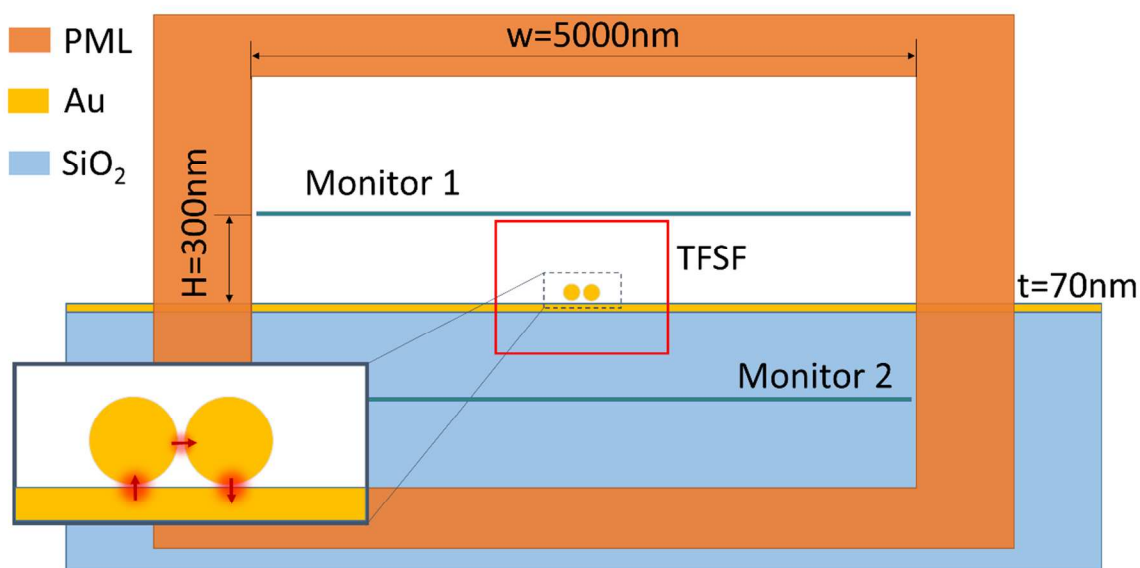 PML
Au
SiO₂
w=5000nm
Monitor 1
H=300nm
TFSF
t=70nm
Monitor 2